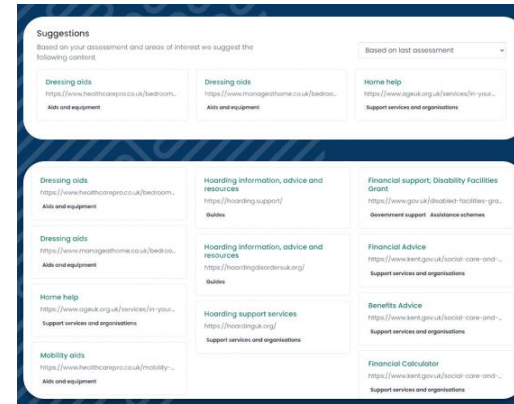 Suggestions
Based on your assessment and areas of interest we suggest the
following content.
Based on last assessment
Dressing aids
https://www.healthcarepro.co.uk/bedroom...
Aids and equipment
Dressing aids
https://www.manageathome.co.uk/bedroo...
Aids and equipment
Home help
https://www.ageuk.org.uk/services/in-your...
Support services and organisations
Dressing aids
https://www.healthcarepro.co.uk/bedroom...
Aids and equipment
Dressing aids
https://www.manageathome.co.uk/bedroo...
Aids and equipment
Home help
https://www.ageuk.org.uk/services/in-your...
Support services and organisations
Mobility aids
https://www.healthcarepro.co.uk/mobility-...
Aids and equipment
Hoarding information, advice and
resources
https://hoarding.support/
Guides
Hoarding information, advice and
resources
https://hoardingdisordersuk.org/
Guides
Hoarding support services
https://hoardinguk.org/
Support services and organisations
Financial support; Disability Facilities
Grant
https://www.gov.uk/disabled-facilities-gra...
Government support Assistance schemes
Financial Advice
https://www.kent.gov.uk/social-care-and-...
Support services and organisations
Benefits Advice
https://www.kent.gov.uk/social-care-and-...
Support services and organisations
Financial Calculator
https://www.kent.gov.uk/social-care-and-...
Support services and organisations